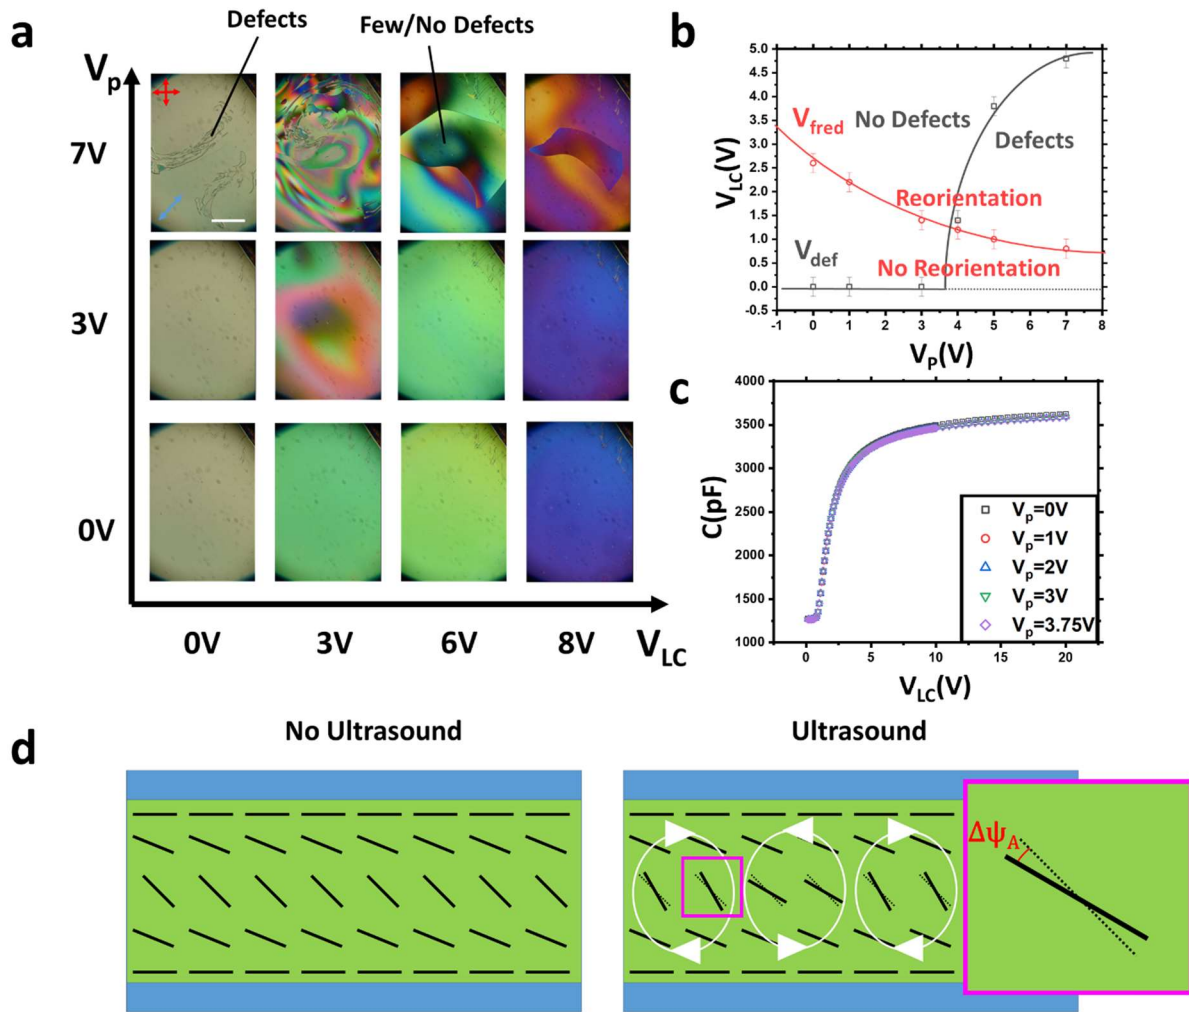 a
Defects
Few/No Defects
V_p
7V
3V
0V
0V
3V
6V
8V
V_LC
b
V_LC(V)
5.0
4.5
4.0
3.5
3.0
2.5
2.0
1.5
1.0
0.5
0.0
-0.5
V_fred
No Defects
Defects
Reorientation
V_def
No Reorientation
-1
0
1
2
3
4
5
6
7
8
V_P(V)
c
C(pF)
4000
3500
3000
2500
2000
1500
1000
V_p=0V
V_p=1V
V_p=2V
V_p=3V
V_p=3.75V
0
5
10
15
20
V_LC(V)
d
No Ultrasound
Ultrasound
Δψ_A